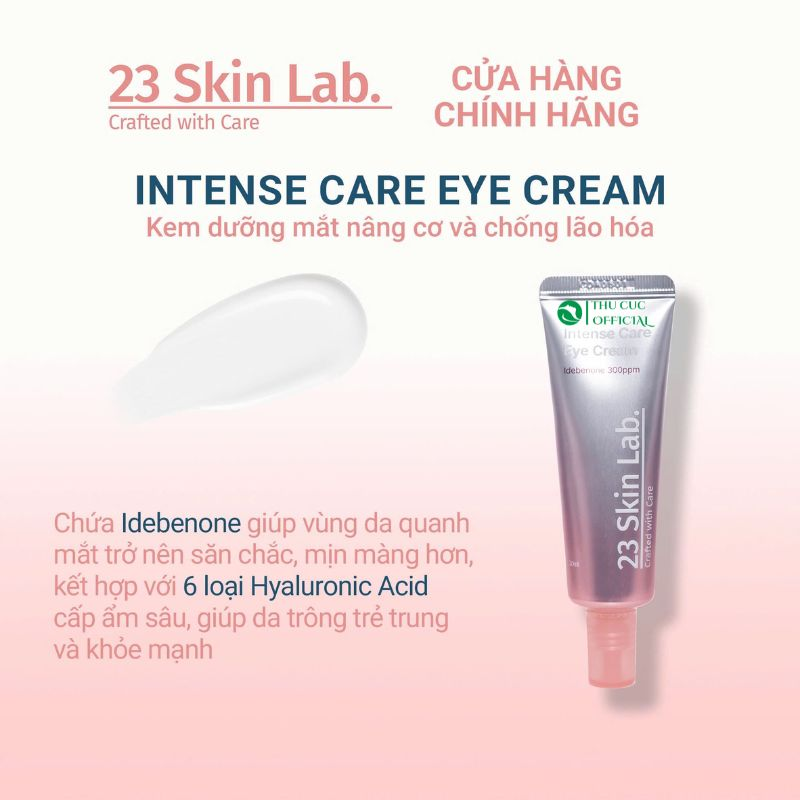 23 Skin Lab.
Crafted with Care
CỬA HÀNG
CHÍNH HÃNG
INTENSE CARE EYE CREAM
Kem dưỡng mắt nâng cơ và chống lão hóa
THU CUC
OFFICIAL
Intense Care
Eye Cream
Idebenone 300ppm
23 Skin Lab.
Crafted with Care
Chứa Idebenone giúp vùng da quanh
mắt trở nên săn chắc, mịn màng hơn,
kết hợp với 6 loại Hyaluronic Acid
cấp ẩm sâu, giúp da trông trẻ trung
và khỏe mạnh